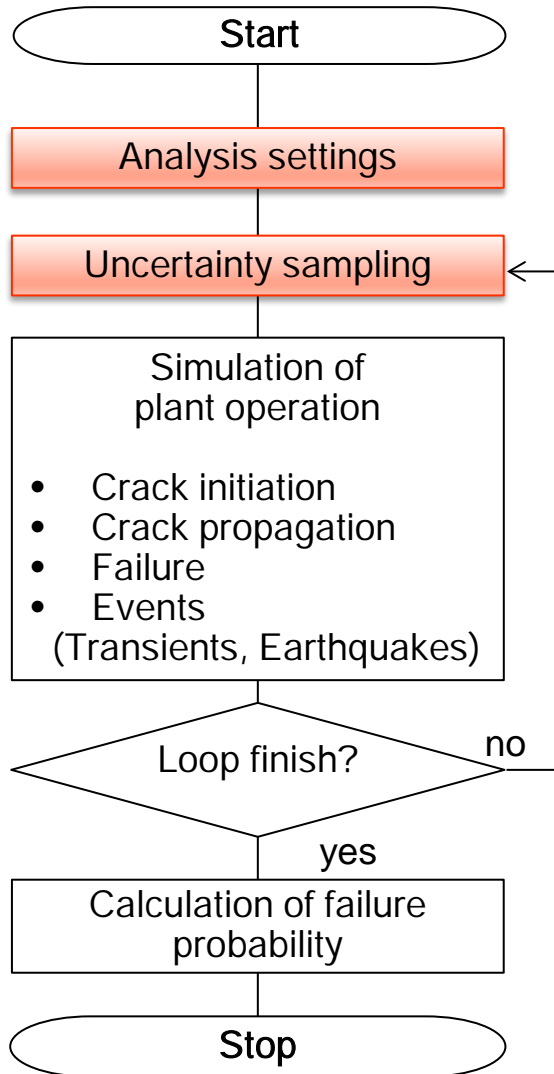 Start
Analysis settings
Uncertainty sampling
Simulation of
plant operation
• Crack initiation
• Crack propagation
• Failure
• Events
(Transients, Earthquakes)
Loop finish?
no
yes
Calculation of failure
probability
Stop